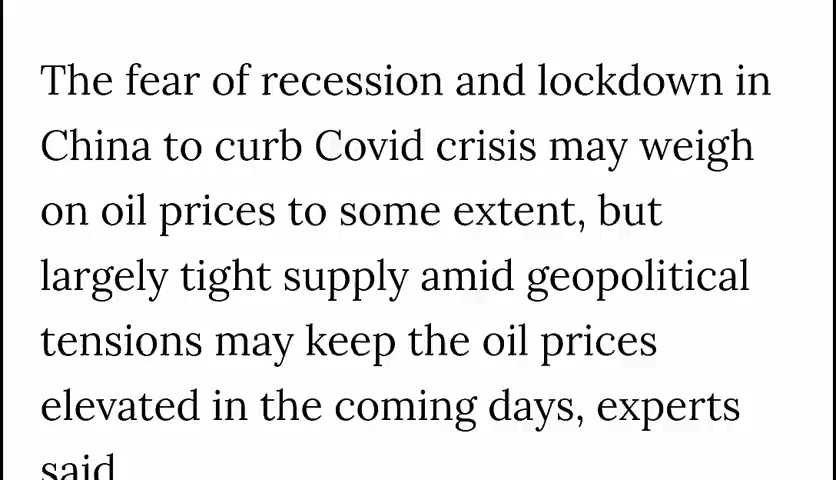 The fear of recession and lockdown in
China to curb Covid crisis may weigh
on oil prices to some extent, but
largely tight supply amid geopolitical
tensions may keep the oil prices
elevated in the coming days, experts
said